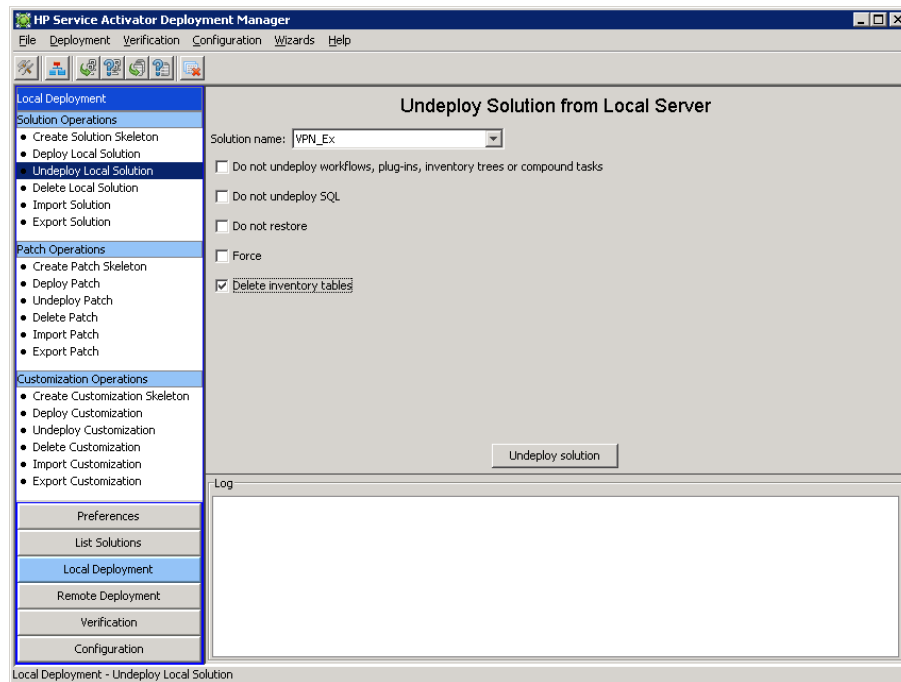 HP Service Activator Deployment Manager
File Deployment Verification Configuration Wizards Help
Local Deployment
Solution Operations
Create Solution Skeleton
Deploy Local Solution
Undeploy Local Solution
Delete Local Solution
Import Solution
Export Solution
Patch Operations
Create Patch Skeleton
Deploy Patch
Undeploy Patch
Delete Patch
Import Patch
Export Patch
Customization Operations
Create Customization Skeleton
Deploy Customization
Undeploy Customization
Delete Customization
Import Customization
Export Customization
Preferences
List Solutions
Local Deployment
Remote Deployment
Verification
Configuration
Undeploy Solution from Local Server
Solution name: VPN_Ex
Do not undeploy workflows, plug-ins, inventory trees or compound tasks
Do not undeploy SQL
Do not restore
Force
Delete inventory tables
Undeploy solution
Log
Local Deployment - Undeploy Local Solution